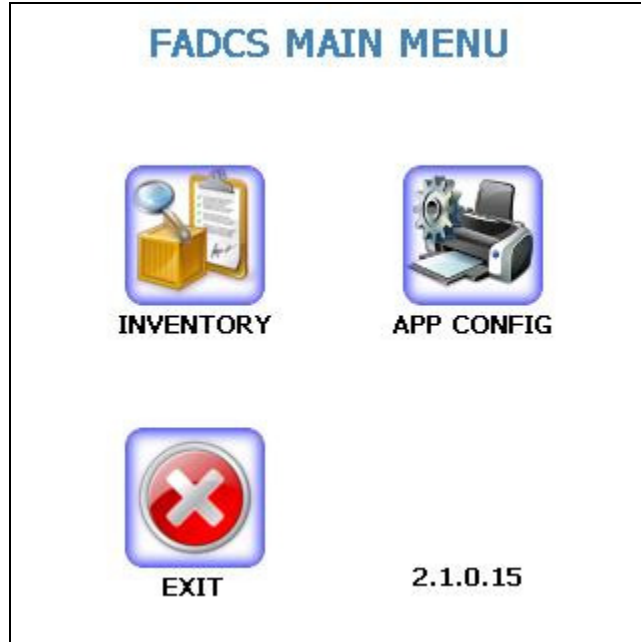 FADCS MAIN MENU
INVENTORY
APP CONFIG
EXIT
2.1.0.15